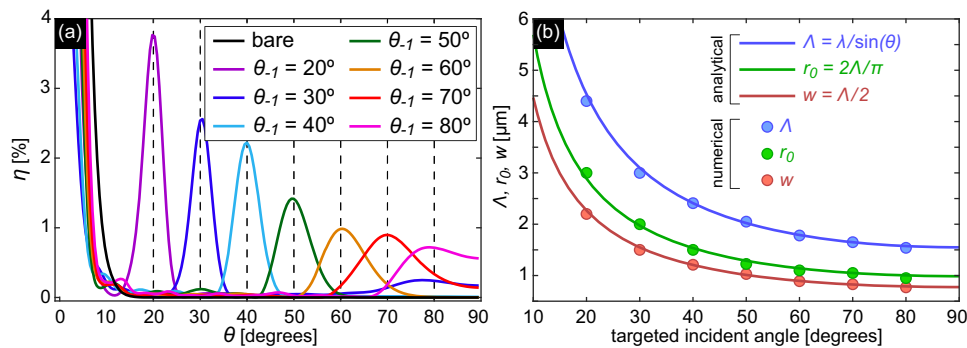 (a)
4
3
2
1
0
η [%]
bare
θ-1 = 20º
θ-1 = 30º
θ-1 = 40º
θ-1 = 50º
θ-1 = 60º
θ-1 = 70º
θ-1 = 80º
0 10 20 30 40 50 60 70 80 90
θ [degrees]
(b)
6
5
4
3
2
1
Λ, r0, w [μm]
analytical
Λ = λ/sin(θ)
r0 = 2Λ/π
w = Λ/2
numerical
Λ
r0
w
10 20 30 40 50 60 70 80 90
targeted incident angle [degrees]